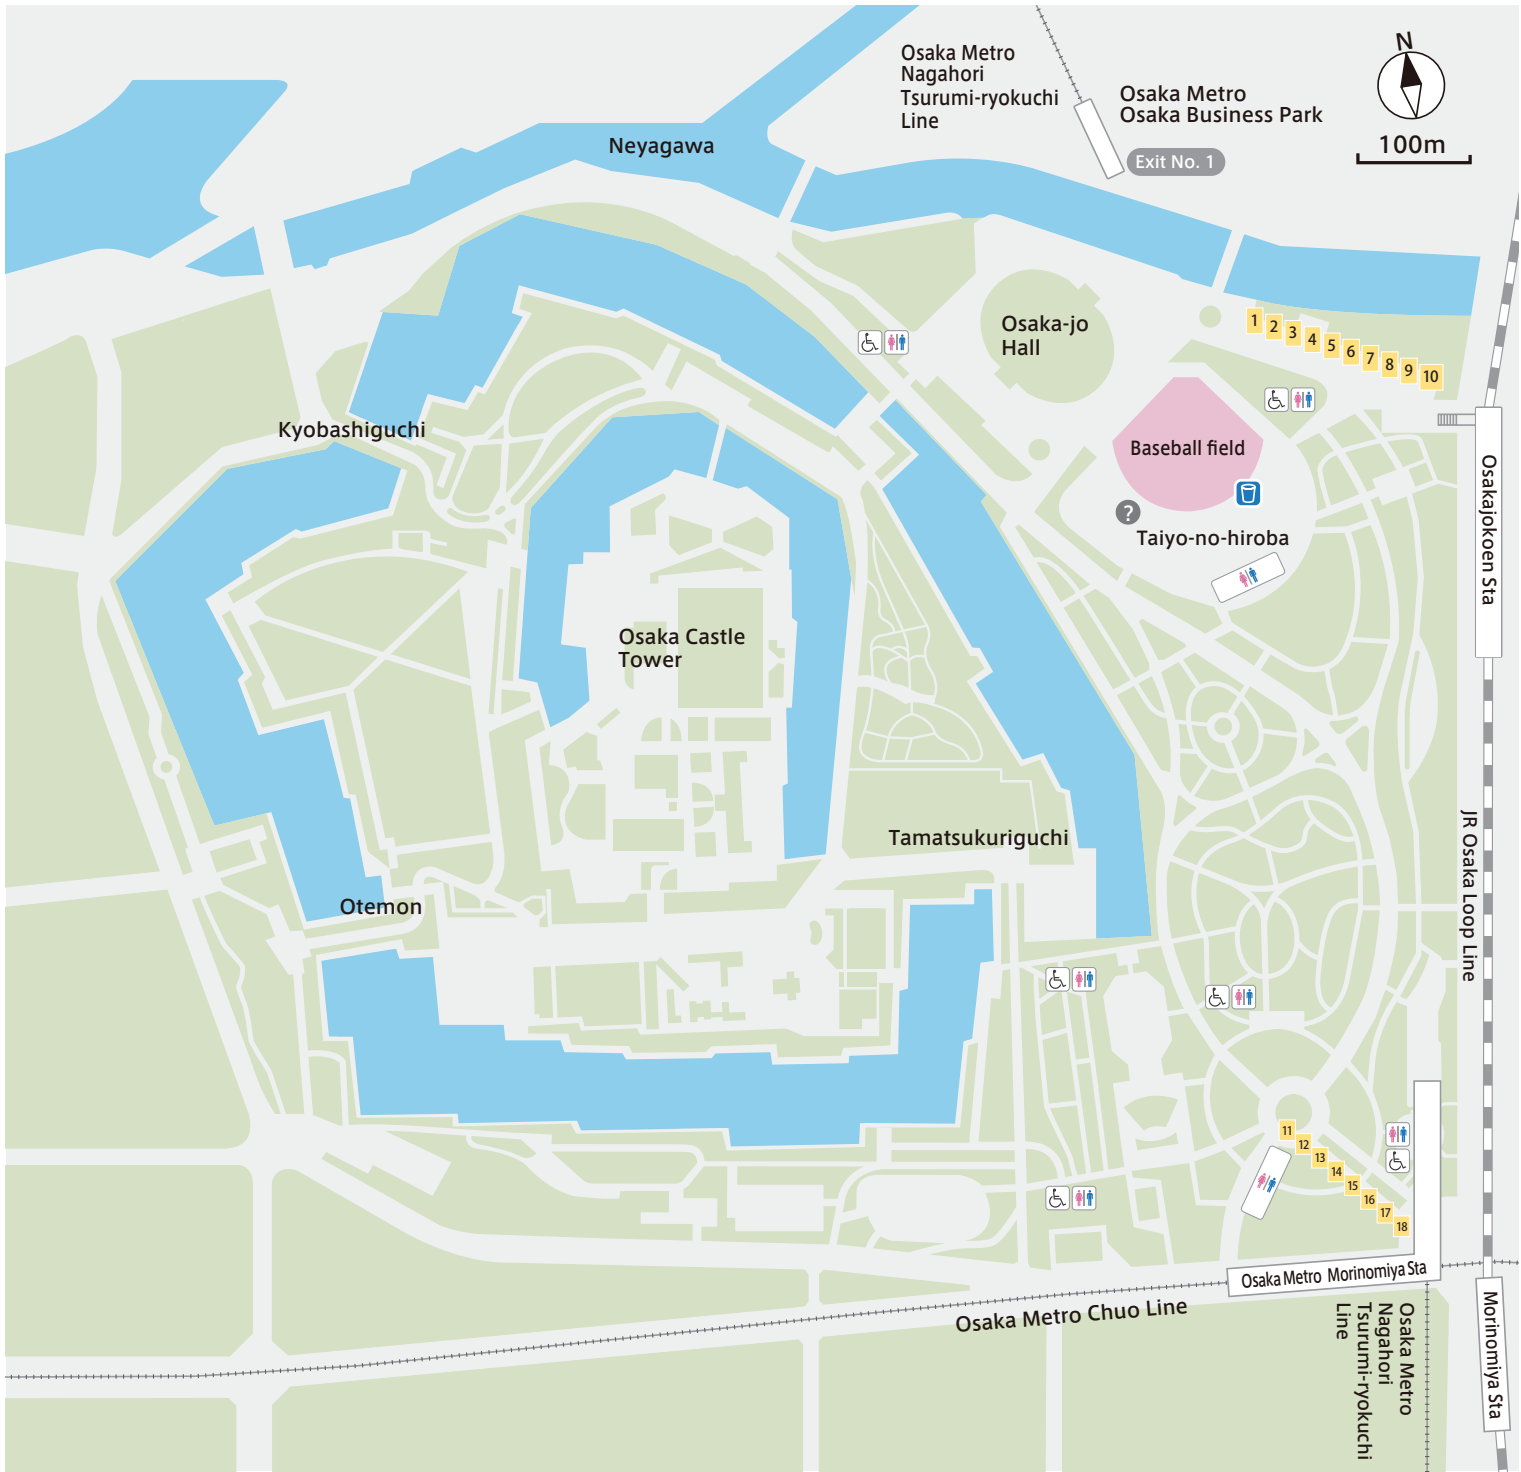 Osaka Metro
Nagahori
Tsurumi-ryokuchi
Line
Osaka Metro
Osaka Business Park
Exit No. 1
N
100m
Neyagawa
Osaka-jo
Hall
1
2
3
4
5
6
7
8
9
10
Kyobashiguchi
Baseball field
?
Taiyo-no-hiroba
Osakajokoen Sta
Osaka Castle
Tower
Tamatsukuriguchi
JR Osaka Loop Line
Otemon
11
12
13
14
15
16
17
18
Osaka Metro Morinomiya Sta
Osaka Metro Chuo Line
Osaka Metro
Nagahori
Tsurumi-ryokuchi
Line
Morinomiya Sta